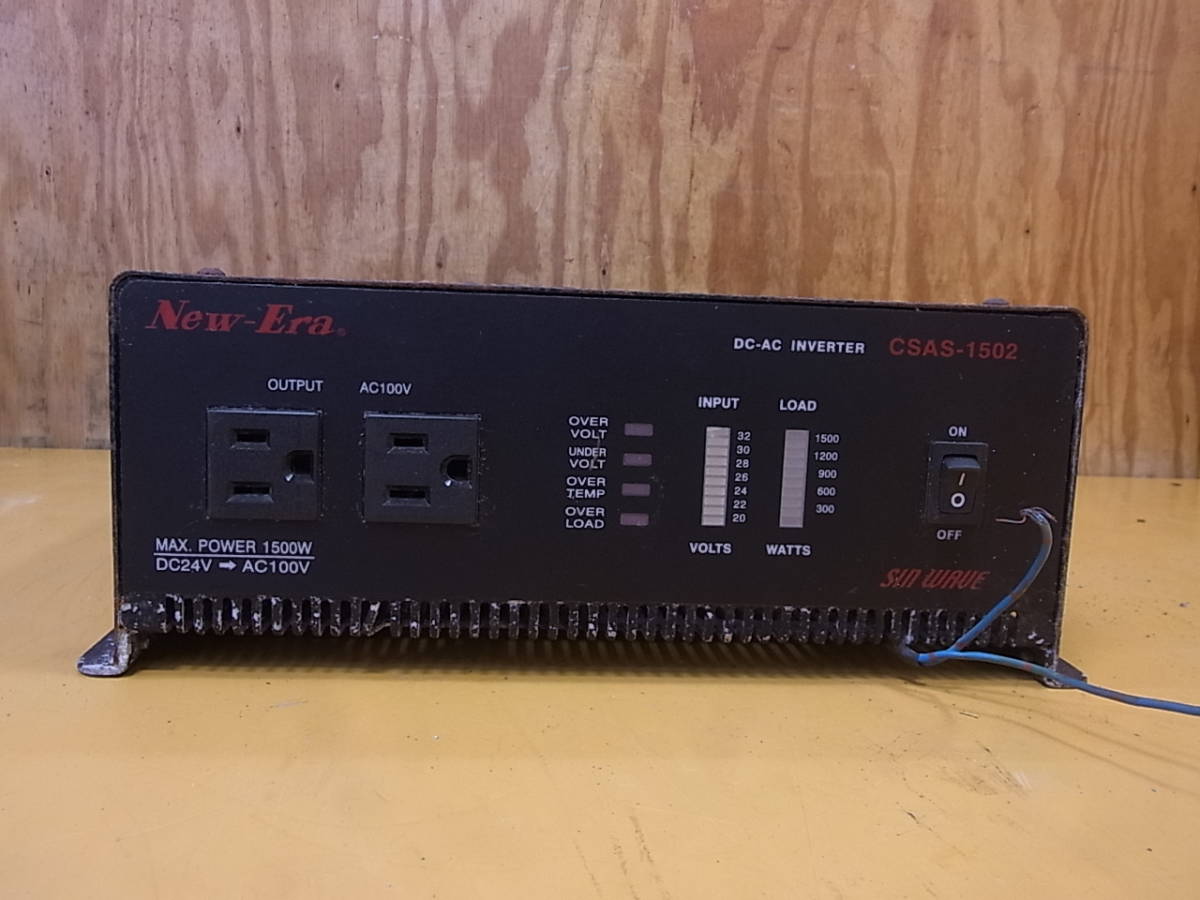 New-Era®
DC-AC INVERTER CSAS-1502
OUTPUT AC100V
OVER
VOLT
UNDER
VOLT
OVER
TEMP
OVER
LOAD
INPUT
32
30
28
26
24
22
20
VOLTS
LOAD
1500
1200
900
600
300
WATTS
ON
I
O
OFF
MAX. POWER 1500W
DC24V → AC100V
SUN WAVE